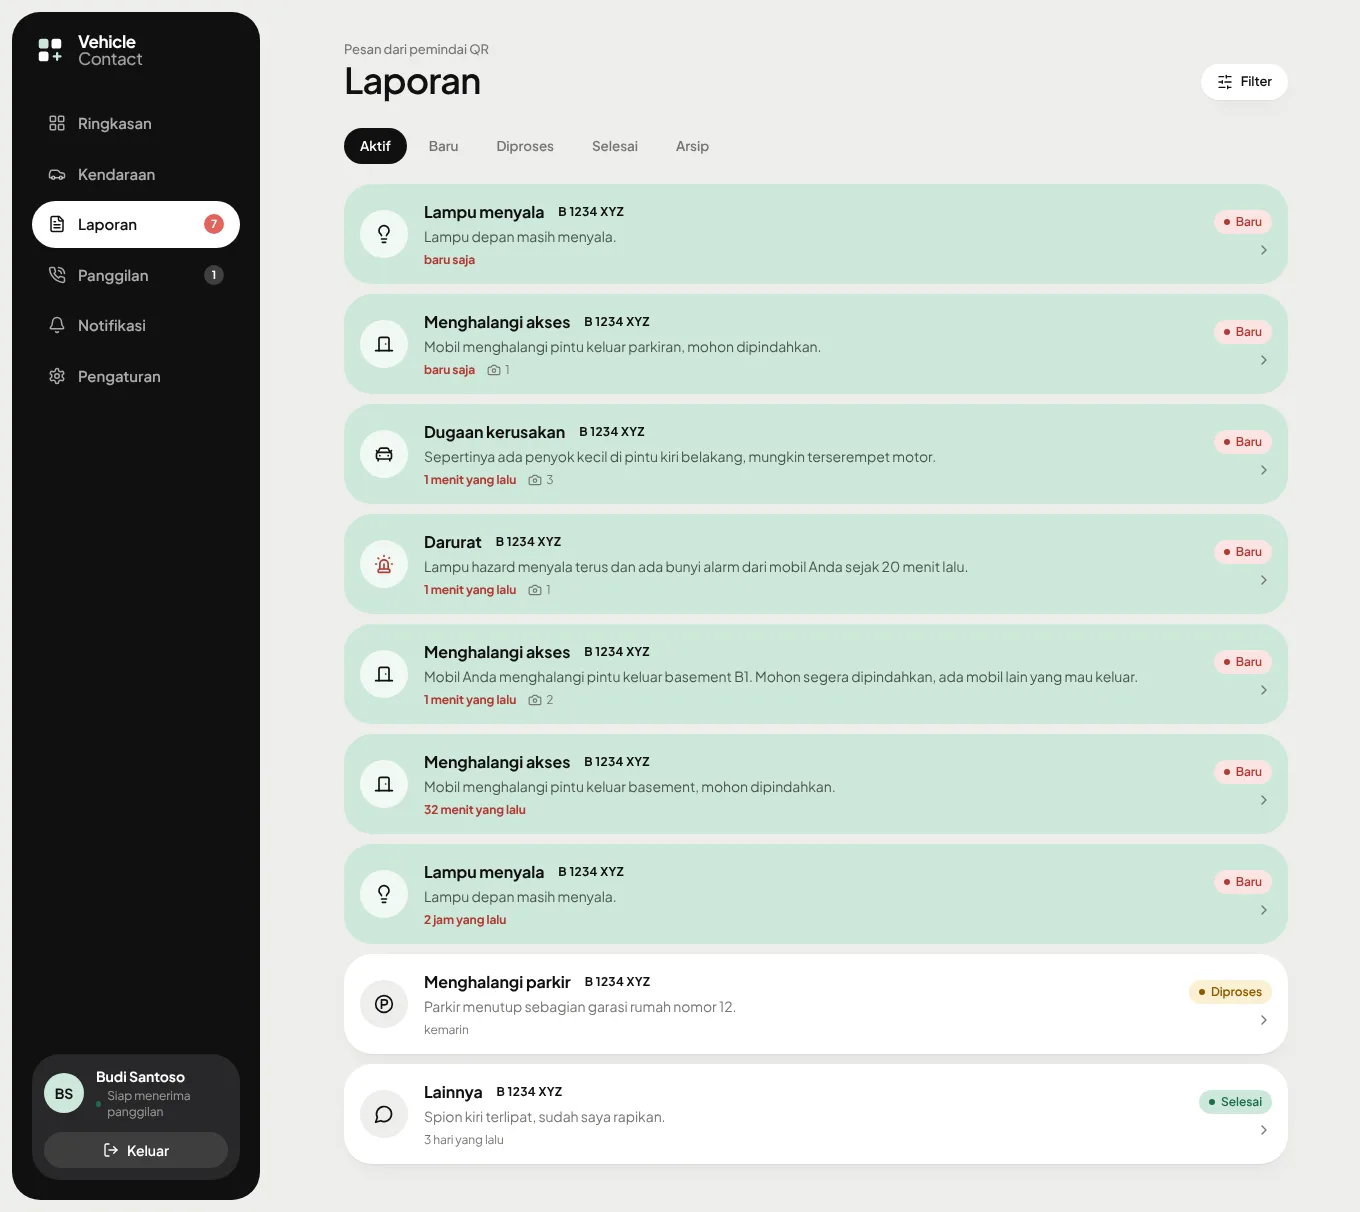 Vehicle
Contact
Ringkasan
Kendaraan
Laporan 7
Panggilan 1
Notifikasi
Pengaturan
BS
Budi Santoso
Siap menerima
panggilan
Keluar
Pesan dari pemindai QR
Laporan
Filter
Aktif Baru Diproses Selesai Arsip
Lampu menyala B 1234 XYZ
Baru
Lampu depan masih menyala.
baru saja
Menghalangi akses B 1234 XYZ
Baru
Mobil menghalangi pintu keluar parkiran, mohon dipindahkan.
baru saja 1
Dugaan kerusakan B 1234 XYZ
Baru
Sepertinya ada penyok kecil di pintu kiri belakang, mungkin terserempet motor.
1 menit yang lalu 3
Darurat B 1234 XYZ
Baru
Lampu hazard menyala terus dan ada bunyi alarm dari mobil Anda sejak 20 menit lalu.
1 menit yang lalu 1
Menghalangi akses B 1234 XYZ
Baru
Mobil Anda menghalangi pintu keluar basement B1. Mohon segera dipindahkan, ada mobil lain yang mau keluar.
1 menit yang lalu 2
Menghalangi akses B 1234 XYZ
Baru
Mobil menghalangi pintu keluar basement, mohon dipindahkan.
32 menit yang lalu
Lampu menyala B 1234 XYZ
Baru
Lampu depan masih menyala.
2 jam yang lalu
Menghalangi parkir B 1234 XYZ
Diproses
Parkir menutup sebagian garasi rumah nomor 12.
kemarin
Lainnya B 1234 XYZ
Selesai
Spion kiri terlipat, sudah saya rapikan.
3 hari yang lalu